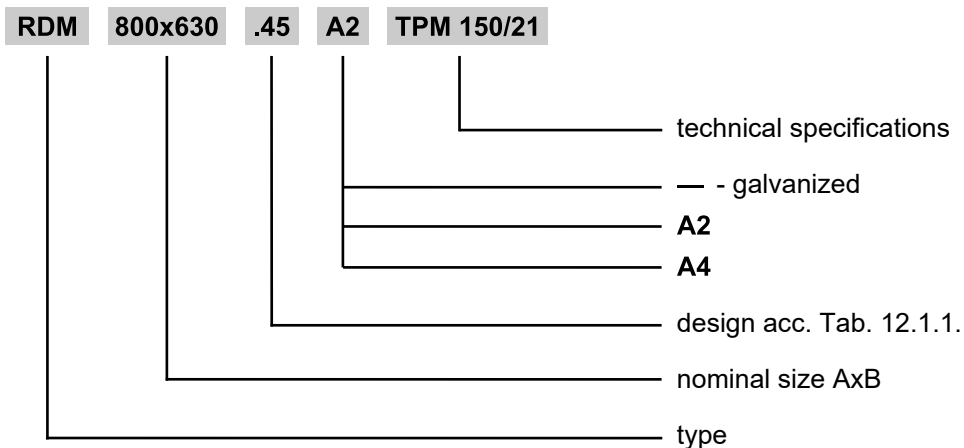 RDM 800x630 .45 A2 TPM 150/21
technical specifications
— - galvanized
A2
A4
design acc. Tab. 12.1.1.
nominal size AxB
type